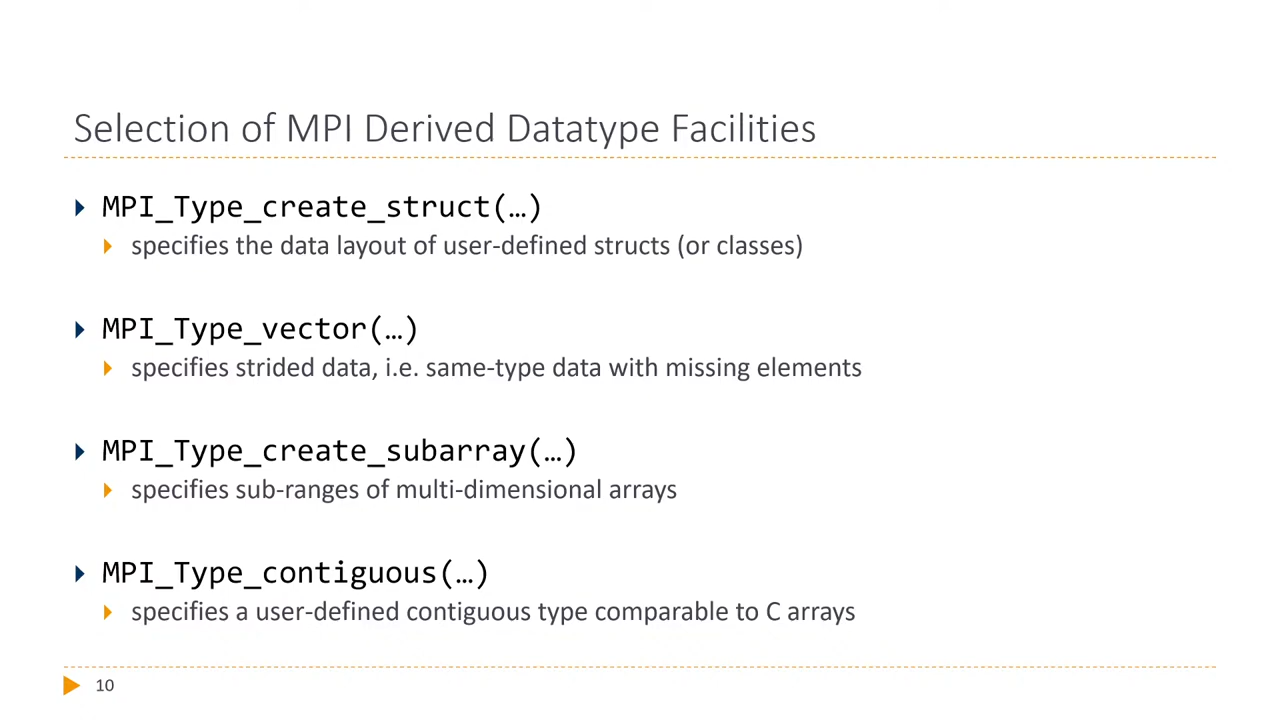 Selection of MPI Derived Datatype Facilities
MPI_Type_create_struct(…)
specifies the data layout of user-defined structs (or classes)
MPI_Type_vector(…)
specifies strided data, i.e. same-type data with missing elements
MPI_Type_create_subarray(…)
specifies sub-ranges of multi-dimensional arrays
MPI_Type_contiguous(…)
specifies a user-defined contiguous type comparable to C arrays
10